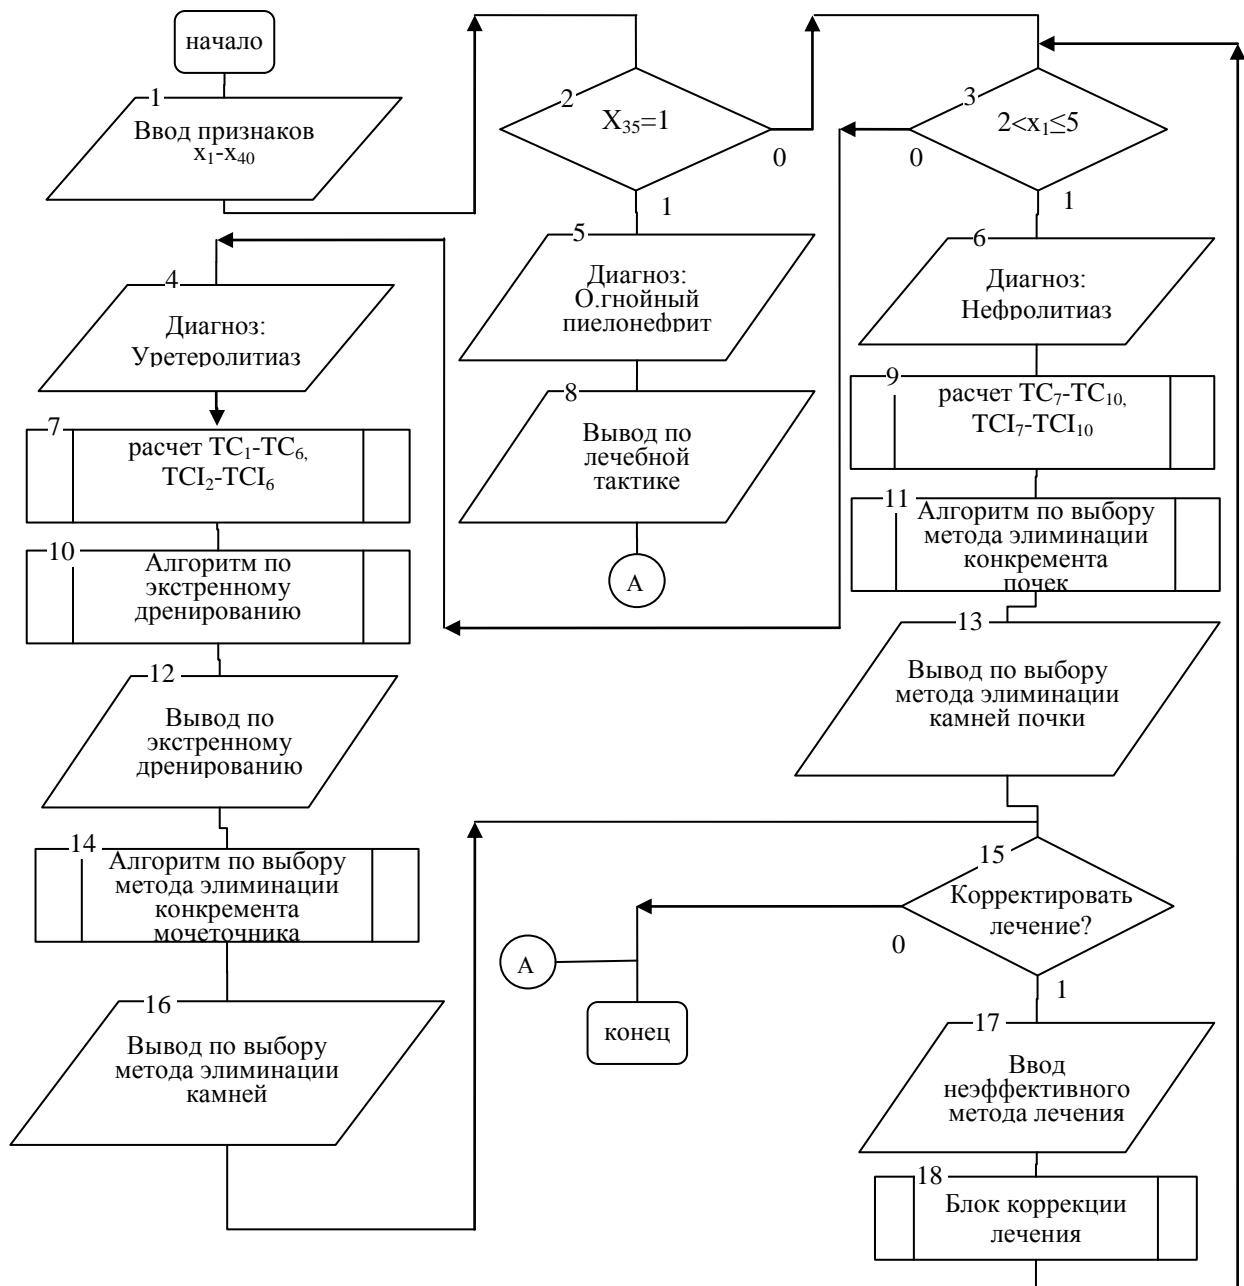 начало
1
Ввод признаков
x₁-x₄₀
2
X₃₅=1
0
1
3
2<x₁≤5
0
1
4
Диагноз:
Уретеролитиаз
5
Диагноз:
О.гнойный
пиелонефрит
6
Диагноз:
Нефролитиаз
7
расчет TC₁-TC₆,
TCI₂-TCI₆
8
Вывод по
лечебной
тактике
А
9
расчет TC₇-TC₁₀,
TCI₇-TCI₁₀
10
Алгоритм по
экстренному
дренированию
11
Алгоритм по выбору
метода элиминации
конкремента
почек
12
Вывод по
экстренному
дренированию
13
Вывод по выбору
метода элиминации
камней почки
14
Алгоритм по выбору
метода элиминации
конкремента
мочеточника
15
Корректировать
лечение?
0
1
А
конец
16
Вывод по выбору
метода элиминации
камней
17
Ввод
неэффективного
метода лечения
18
Блок коррекции
лечения